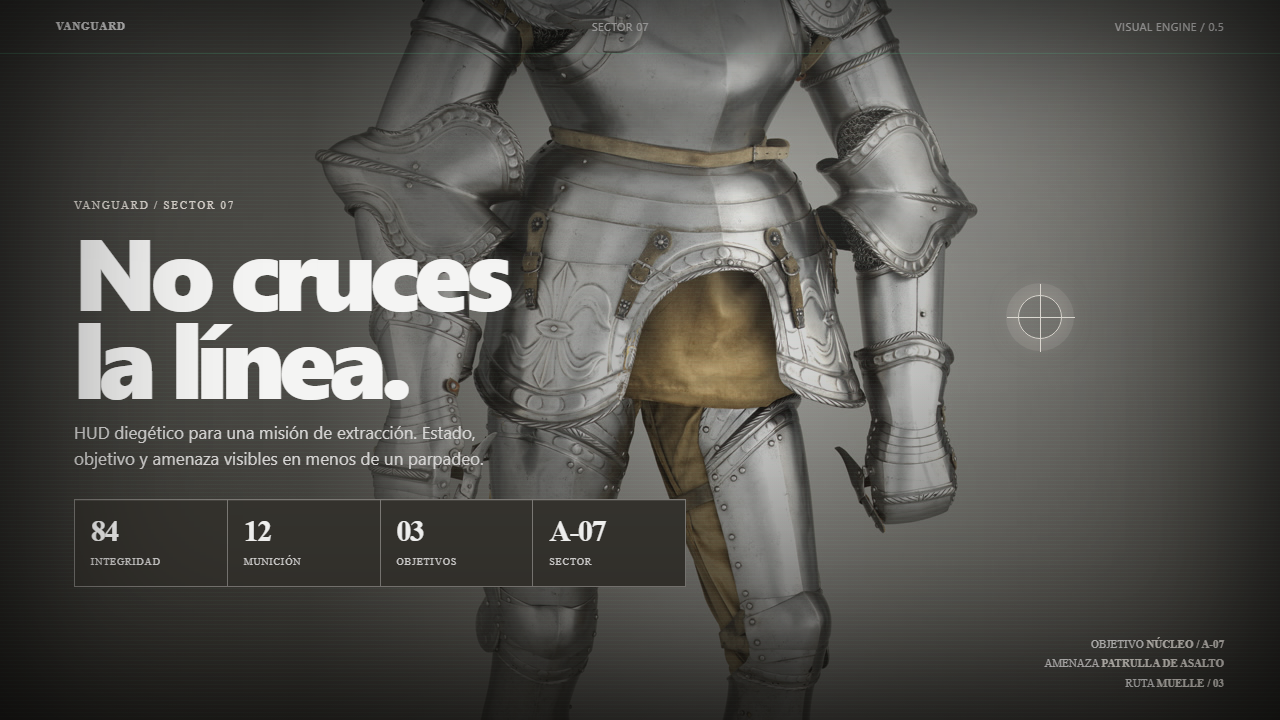 VANGUARD
SECTOR 07
VISUAL ENGINE / 0.5
VANGUARD / SECTOR 07
No cruces
la línea.
HUD diegético para una misión de extracción. Estado,
objetivo y amenaza visibles en menos de un parpadeo.
84
INTEGRIDAD
12
MUNICIÓN
03
OBJETIVOS
A-07
SECTOR
OBJETIVO NÚCLEO / A-07
AMENAZA PATRULLA DE ASALTO
RUTA MUELLE / 03